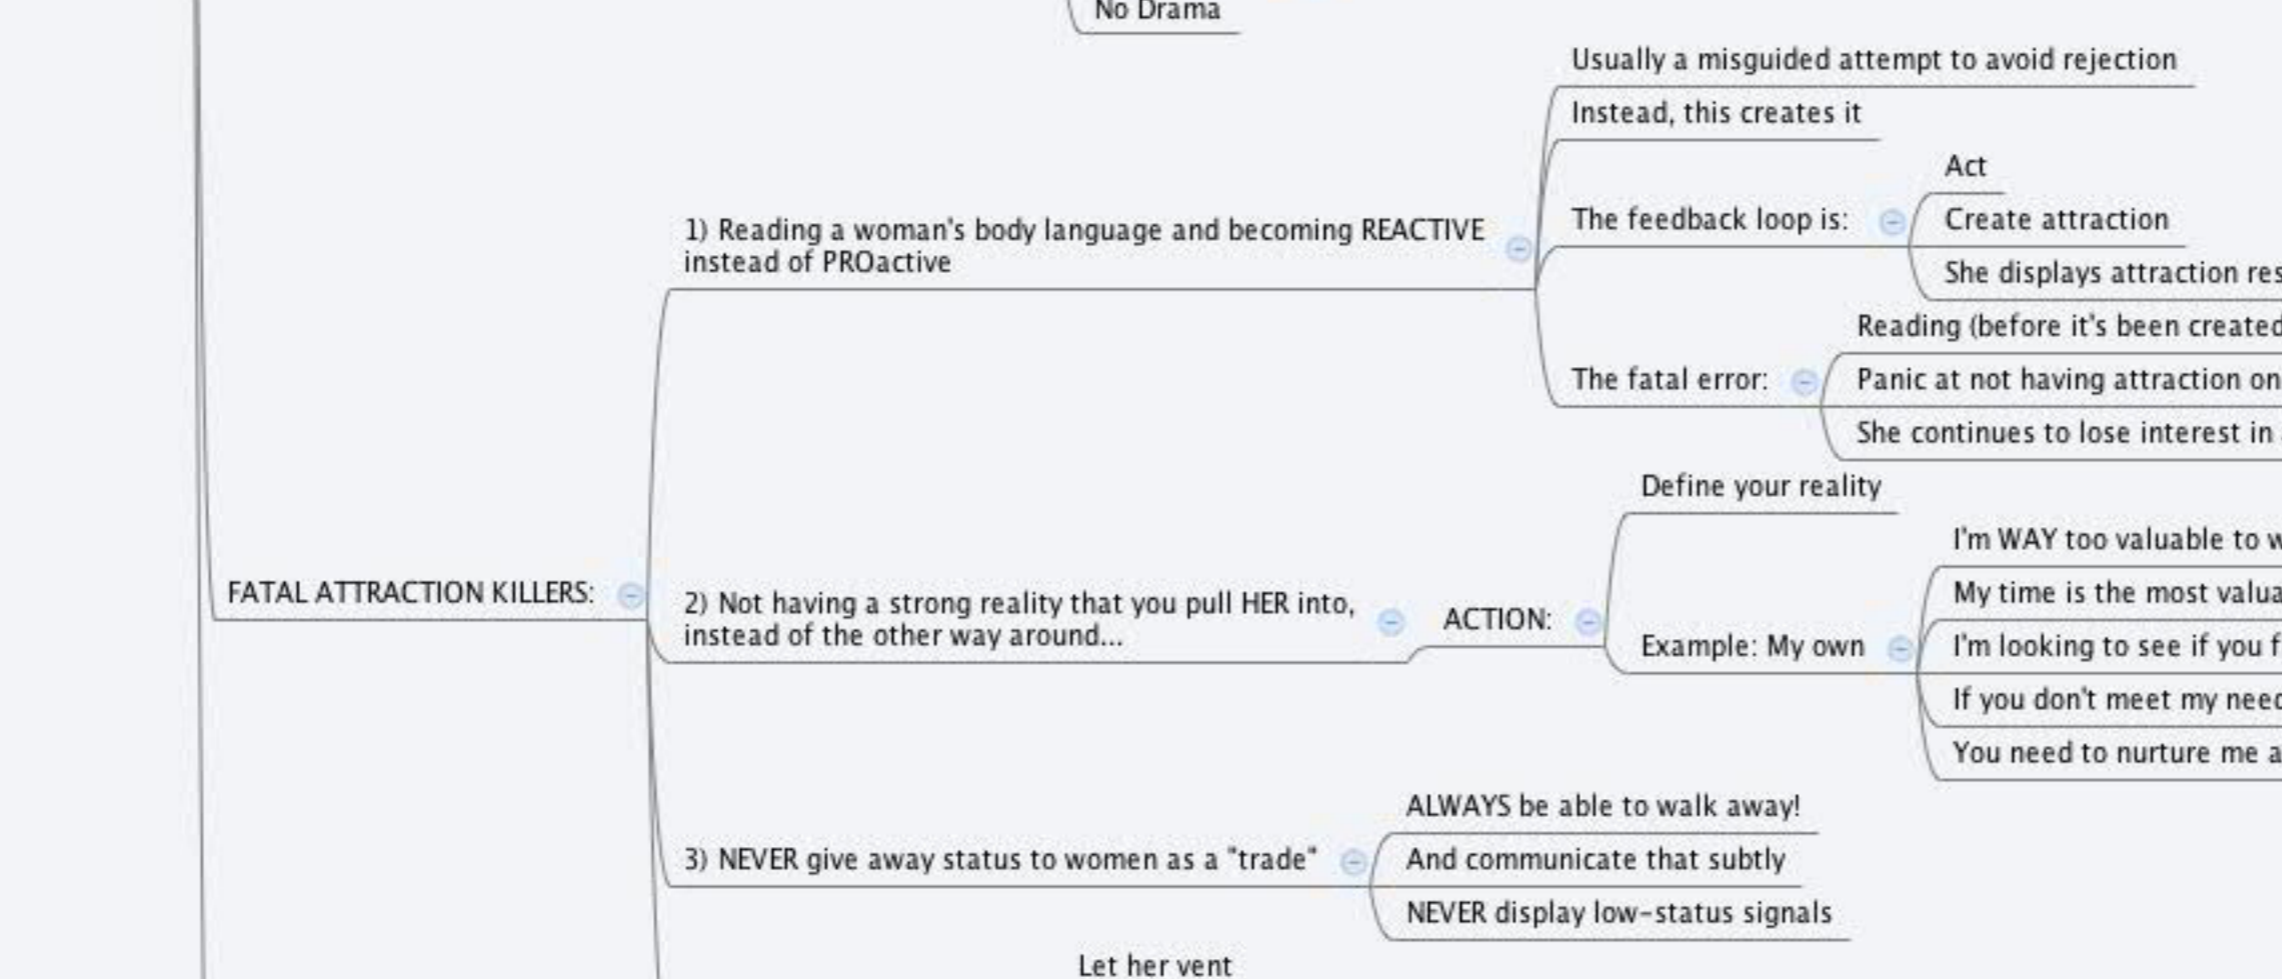 No Drama
Usually a misguided attempt to avoid rejection
Instead, this creates it
Act
1) Reading a woman's body language and becoming REACTIVE
instead of PROactive
The feedback loop is:
Create attraction
She displays attraction res
Reading (before it's been created
The fatal error:
Panic at not having attraction on
She continues to lose interest in
Define your reality
I'm WAY too valuable to w
FATAL ATTRACTION KILLERS:
2) Not having a strong reality that you pull HER into,
instead of the other way around...
ACTION:
My time is the most valua
Example: My own
I'm looking to see if you f
If you don't meet my need
You need to nurture me a
ALWAYS be able to walk away!
3) NEVER give away status to women as a "trade"
And communicate that subtly
NEVER display low-status signals
Let her vent